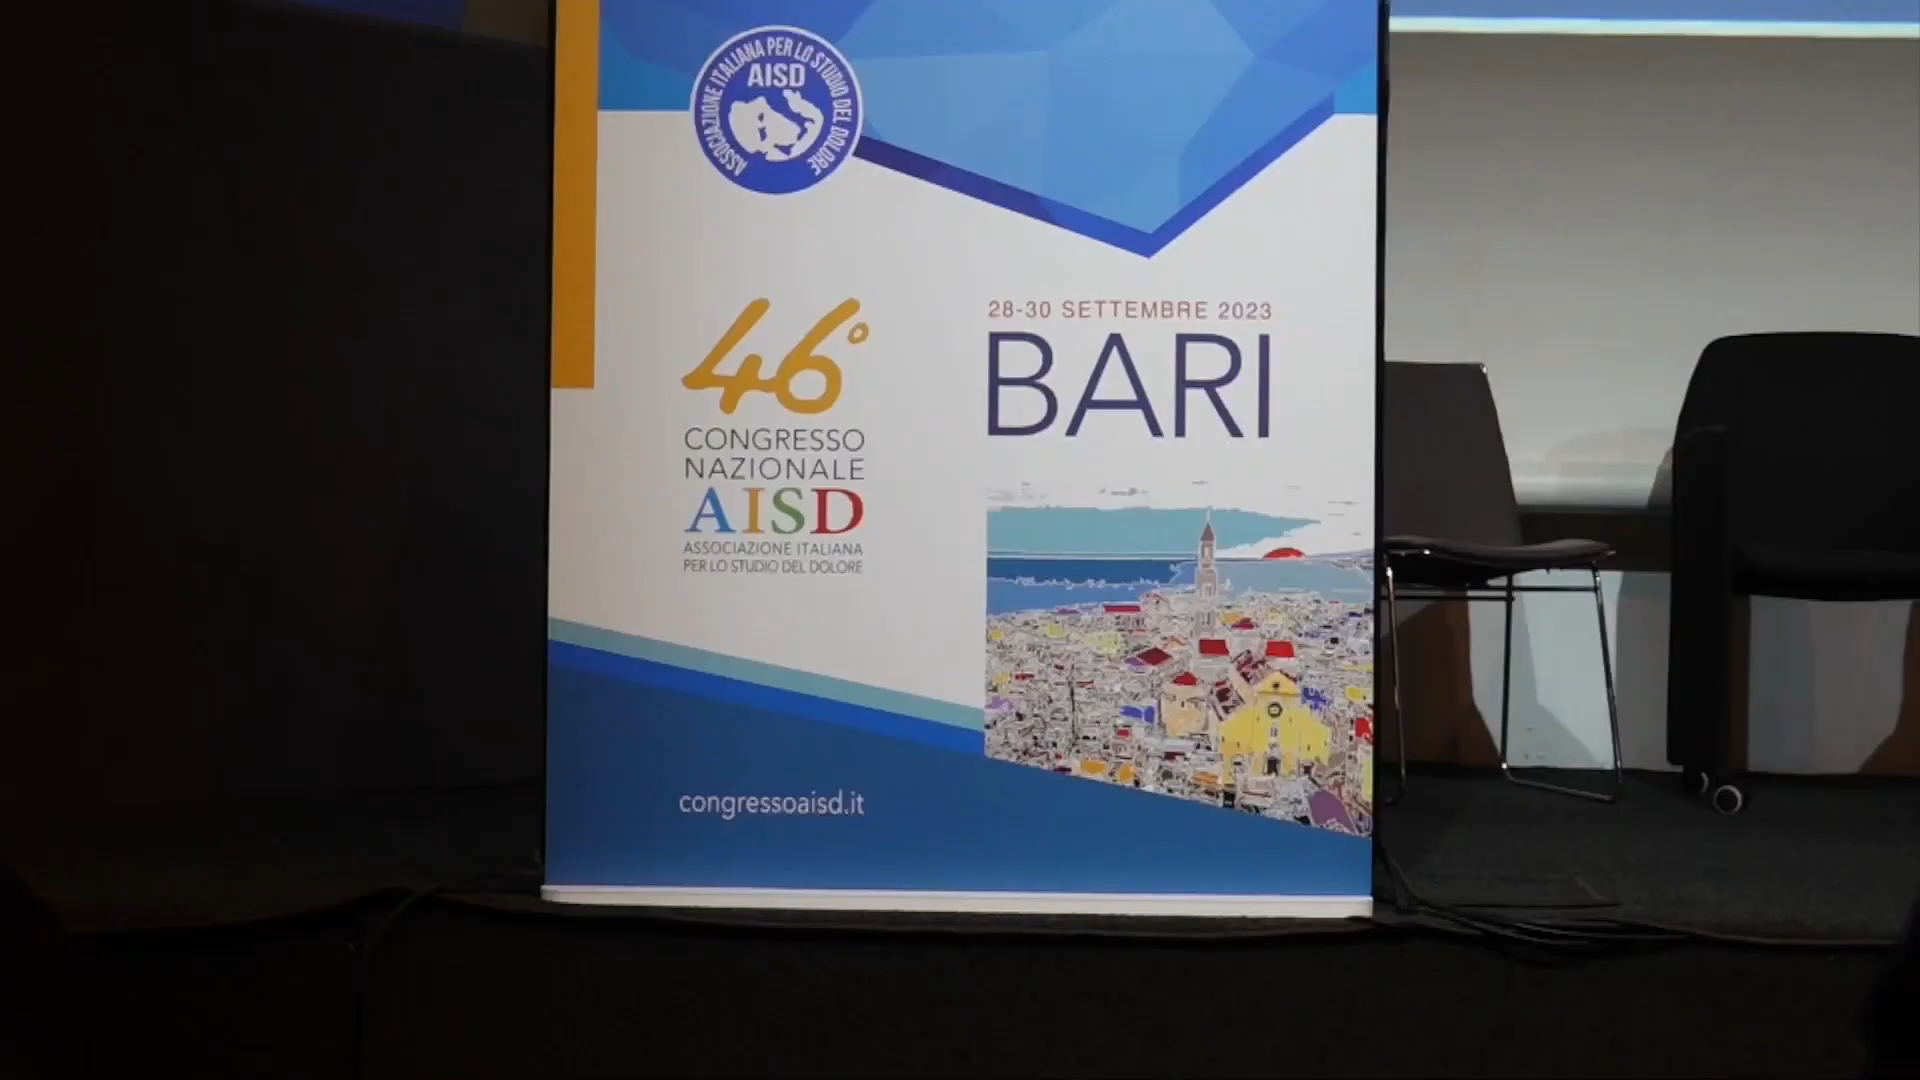 ASSOCIAZIONE ITALIANA PER LO STUDIO DEL DOLORE
AISD
46°
CONGRESSO
NAZIONALE
AISD
ASSOCIAZIONE ITALIANA
PER LO STUDIO DEL DOLORE
28-30 SETTEMBRE 2023
BARI
congressoaisd.it